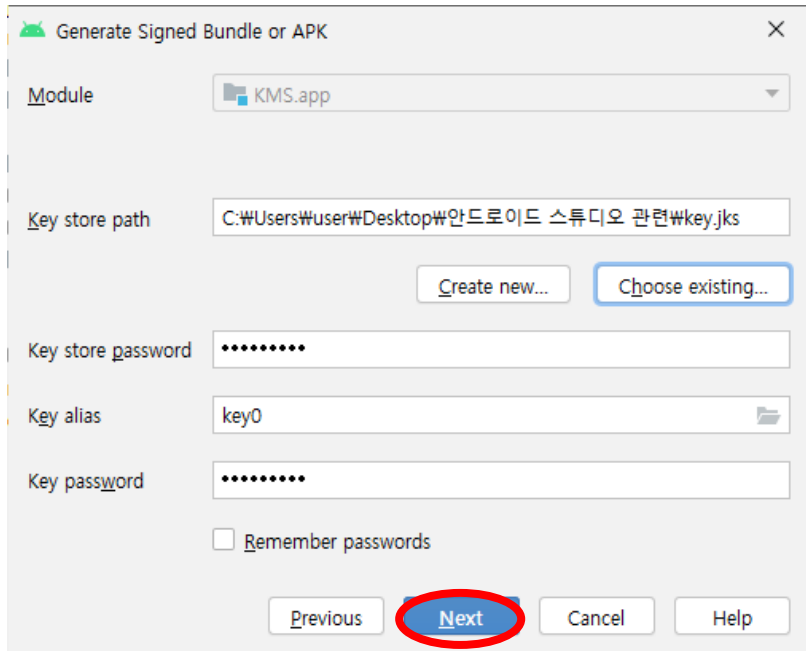 Generate Signed Bundle or APK
Module
KMS.app
Key store path
C:₩Users₩user₩Desktop₩안드로이드 스튜디오 관련₩key.jks
Create new... Choose existing...
Key store password •••••••••
Key alias
key0
Key password •••••••••
Remember passwords
Previous Next Cancel Help